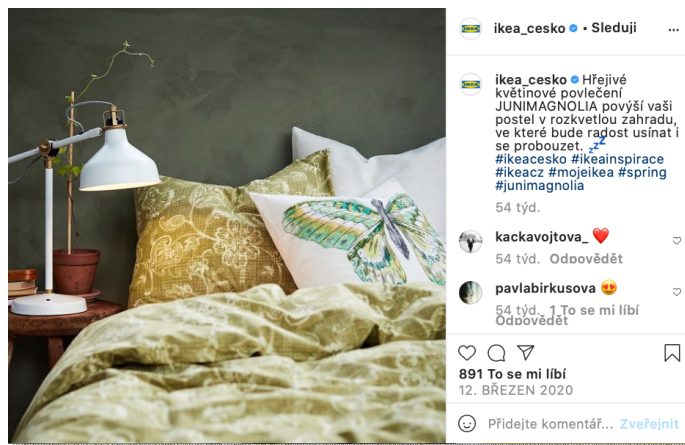 ikea_cesko • Sleduji
ikea_cesko Hřejivé
květinové povlečení
JUNIMAGNOLIA povýší vaši
postel v rozkvetlou zahradu,
ve které bude radost usínat i
se probouzet. 💤
#ikeacesko #ikeainspirace
#ikeacz #mojeikea #spring
#junimagnolia
54 týd.
kackavojtova_ ❤️
54 týd. Odpovědět
pavlabirkusova 😍
54 týd. 1 To se mi líbí
Odpovědět
891 To se mi líbí
12. BŘEZEN 2020
Přidejte komentář... Zveřejnit